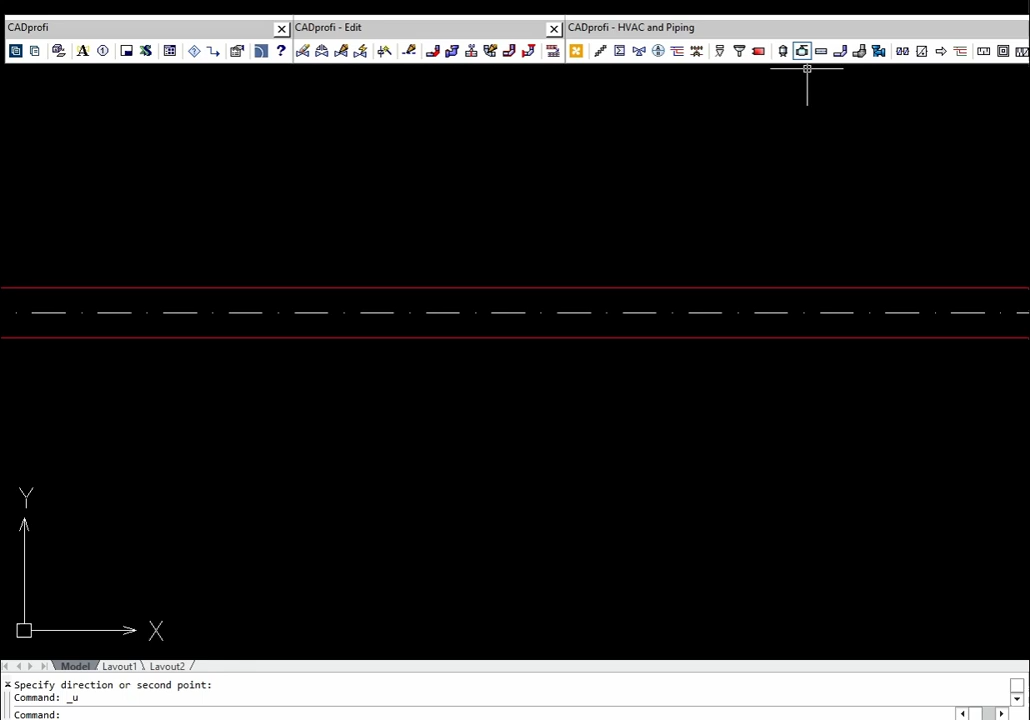 CADprofi
CADprofi - Edit
CADprofi - HVAC and Piping
Y
X
Model Layout1 Layout2
Specify direction or second point:
Command: _u
Command: